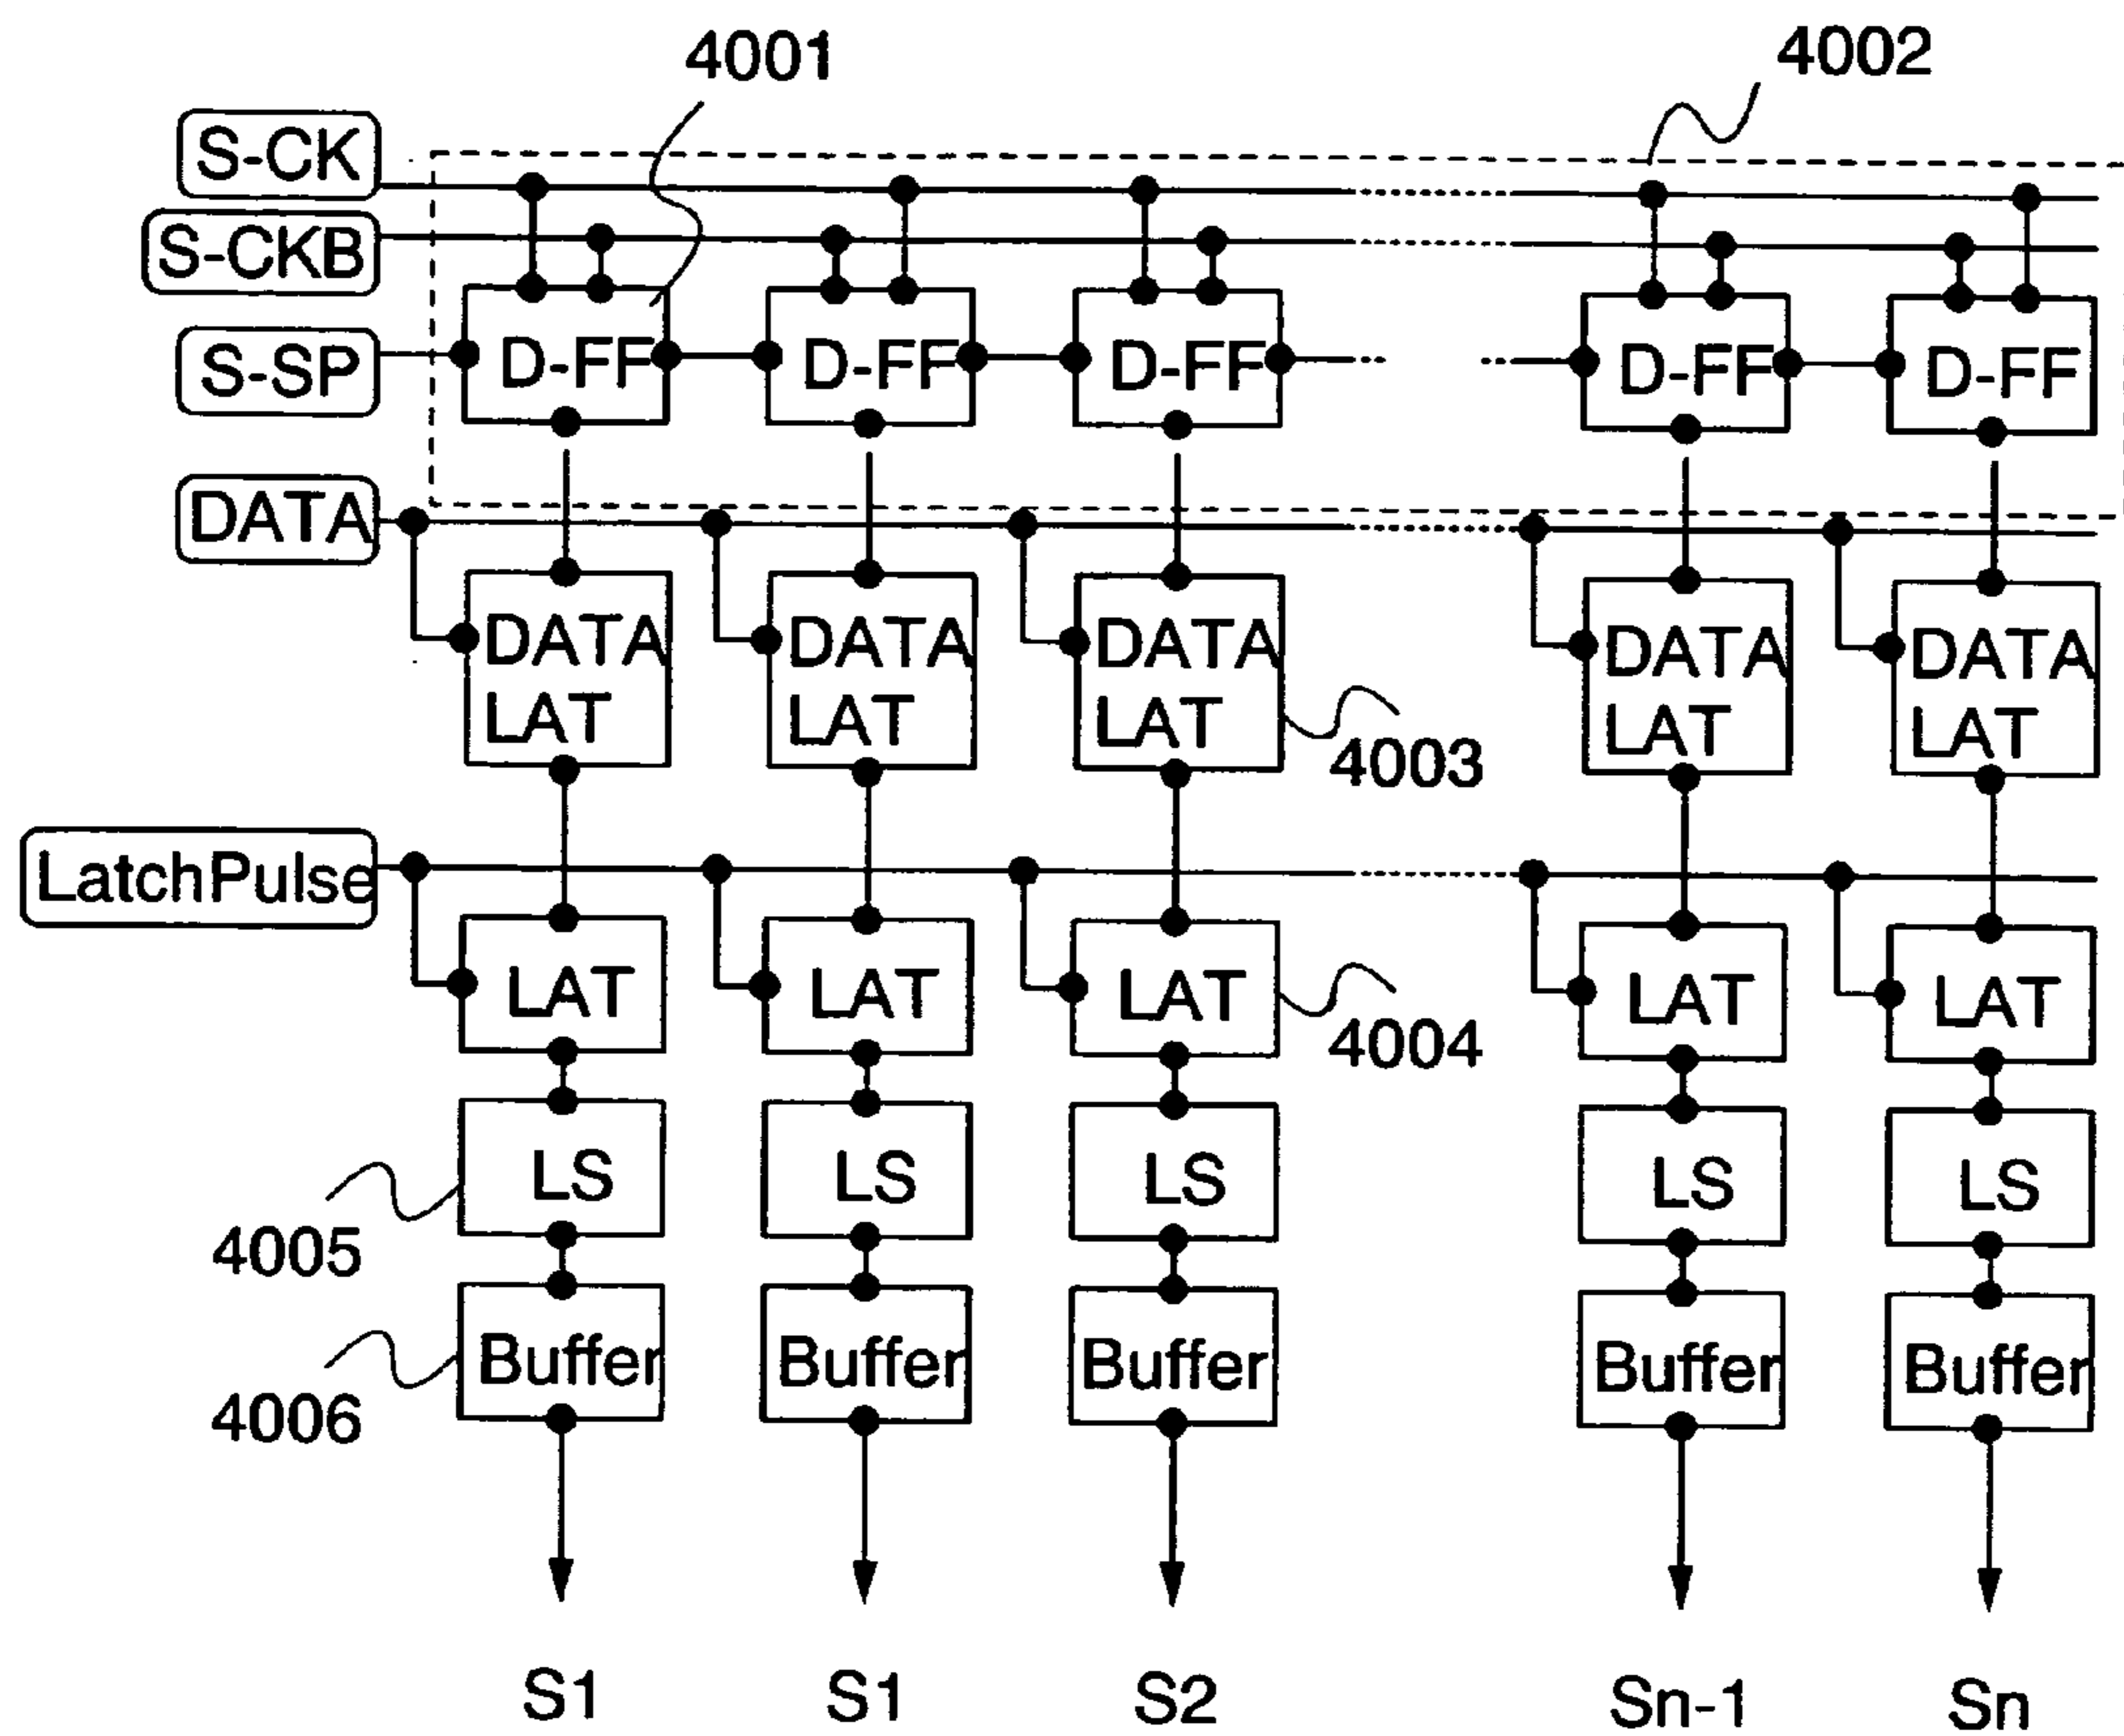 4001
4002
S-CK
S-CKB
S-SP
D-FF D-FF D-FF D-FF D-FF
DATA
DATA LAT DATA LAT DATA LAT DATA LAT DATA LAT
4003
LatchPulse
LAT LAT LAT LAT LAT
4004
LS LS LS LS LS
4005
Buffer Buffer Buffer Buffer Buffer
4006
S1 S1 S2 Sn-1 Sn